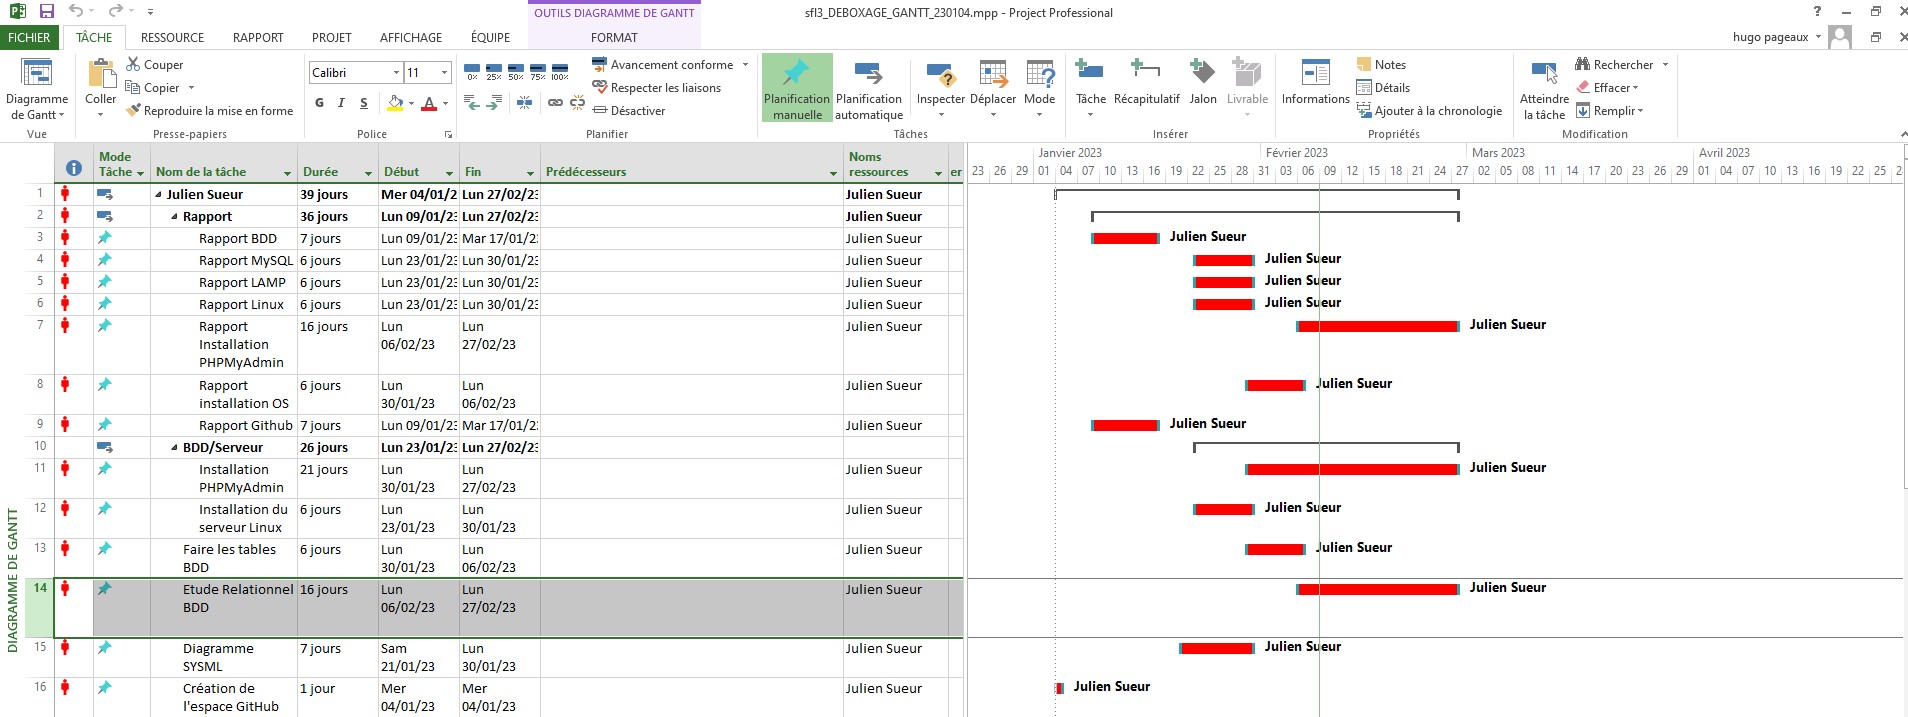 OUTILS DIAGRAMME DE GANTT
sfl3_DEBOXAGE_GANTT_230104.mpp - Project Professional
FICHIER TÂCHE RESSOURCE RAPPORT PROJET AFFICHAGE ÉQUIPE FORMAT
hugo pageaux
Diagramme de Gantt
Vue
Coller
Couper
Copier
Reproduire la mise en forme
Presse-papiers
Calibri 11
G I S A
Police
0% 25% 50% 75% 100%
Avancement conforme
Respecter les liaisons
Désactiver
Planifier
Planification manuelle
Planification automatique
Inspecter Déplacer Mode
Tâches
Tâche Récapitulatif Jalon Livrable
Insérer
Informations
Notes
Détails
Ajouter à la chronologie
Propriétés
Atteindre la tâche
Rechercher
Effacer
Remplir
Modification
Mode Tâche Nom de la tâche Durée Début Fin Prédécesseurs Noms ressources er
Janvier 2023 Février 2023 Mars 2023 Avril 2023
23 26 29 01 04 07 10 13 16 19 22 25 28 31 03 06 09 12 15 18 21 24 27 02 05 08 11 14 17 20 23 26 29 01 04 07 10 13 16 19 22 25 2
1 Julien Sueur 39 jours Mer 04/01/2 Lun 27/02/23 Julien Sueur
2 Rapport 36 jours Lun 09/01/23 Lun 27/02/23 Julien Sueur
3 Rapport BDD 7 jours Lun 09/01/23 Mar 17/01/2 Julien Sueur Julien Sueur
4 Rapport MySQL 6 jours Lun 23/01/23 Lun 30/01/23 Julien Sueur Julien Sueur
5 Rapport LAMP 6 jours Lun 23/01/23 Lun 30/01/23 Julien Sueur Julien Sueur
6 Rapport Linux 6 jours Lun 23/01/23 Lun 30/01/23 Julien Sueur Julien Sueur
7 Rapport Installation PHPMyAdmin 16 jours Lun 06/02/23 Lun 27/02/23 Julien Sueur Julien Sueur
8 Rapport installation OS 6 jours Lun 30/01/23 Lun 06/02/23 Julien Sueur Julien Sueur
9 Rapport Github 7 jours Lun 09/01/23 Mar 17/01/2 Julien Sueur Julien Sueur
10 BDD/Serveur 26 jours Lun 23/01/23 Lun 27/02/23
11 Installation PHPMyAdmin 21 jours Lun 30/01/23 Lun 27/02/23 Julien Sueur Julien Sueur
12 Installation du serveur Linux 6 jours Lun 23/01/23 Lun 30/01/23 Julien Sueur Julien Sueur
13 Faire les tables BDD 6 jours Lun 30/01/23 Lun 06/02/23 Julien Sueur Julien Sueur
14 Etude Relationnel BDD 16 jours Lun 06/02/23 Lun 27/02/23 Julien Sueur Julien Sueur
15 Diagramme SYSML 7 jours Sam 21/01/23 Lun 30/01/23 Julien Sueur Julien Sueur
16 Création de l'espace GitHub 1 jour Mer 04/01/23 Mer 04/01/23 Julien Sueur Julien Sueur
DIAGRAMME DE GANTT